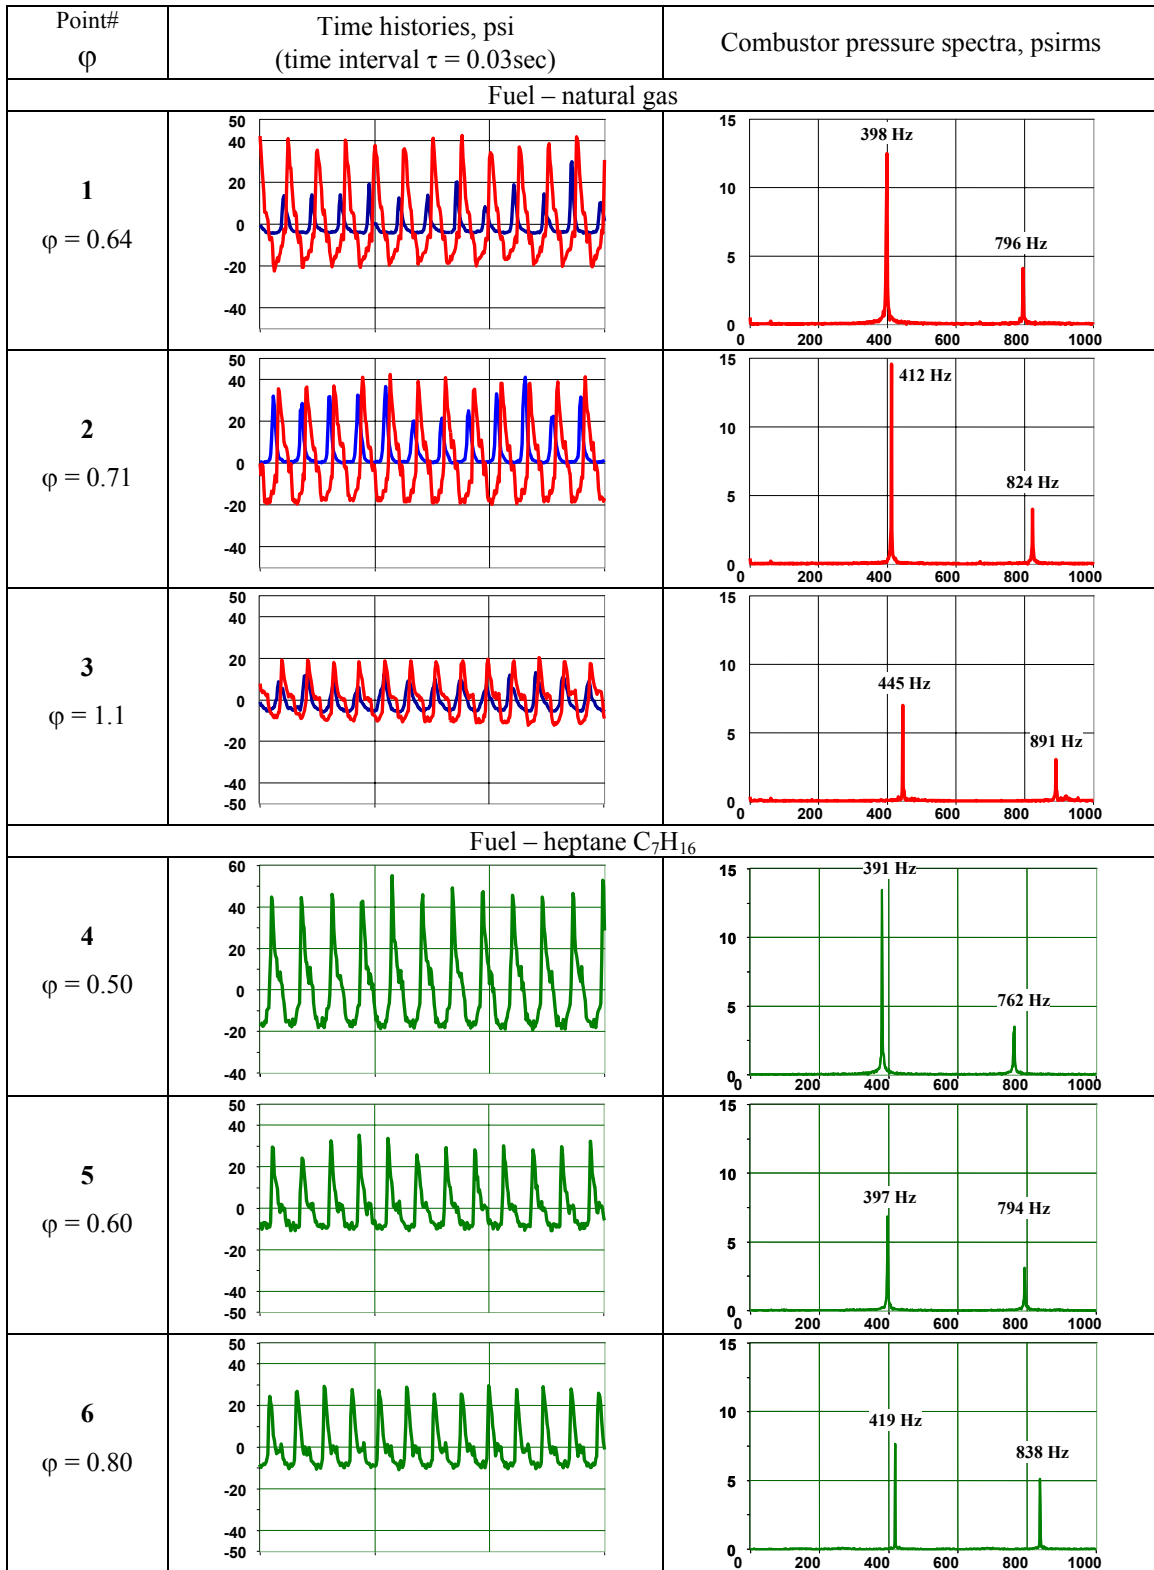 Point#
φ
Time histories, psi
(time interval τ = 0.03sec)
Combustor pressure spectra, psirms
Fuel – natural gas
1
φ = 0.64
50
40
20
0
-20
-40
15
10
5
0
398 Hz
796 Hz
0 200 400 600 800 1000
2
φ = 0.71
50
40
20
0
-20
-40
15
10
5
0
412 Hz
824 Hz
0 200 400 600 800 1000
3
φ = 1.1
50
40
20
0
-20
-40
-50
15
10
5
0
445 Hz
891 Hz
0 200 400 600 800 1000
Fuel – heptane C7H16
4
φ = 0.50
60
40
20
0
-20
-40
15
10
5
0
391 Hz
762 Hz
0 200 400 600 800 1000
5
φ = 0.60
50
40
20
0
-20
-40
-50
15
10
5
0
397 Hz
794 Hz
0 200 400 600 800 1000
6
φ = 0.80
50
40
20
0
-20
-40
-50
15
10
5
0
419 Hz
838 Hz
0 200 400 600 800 1000